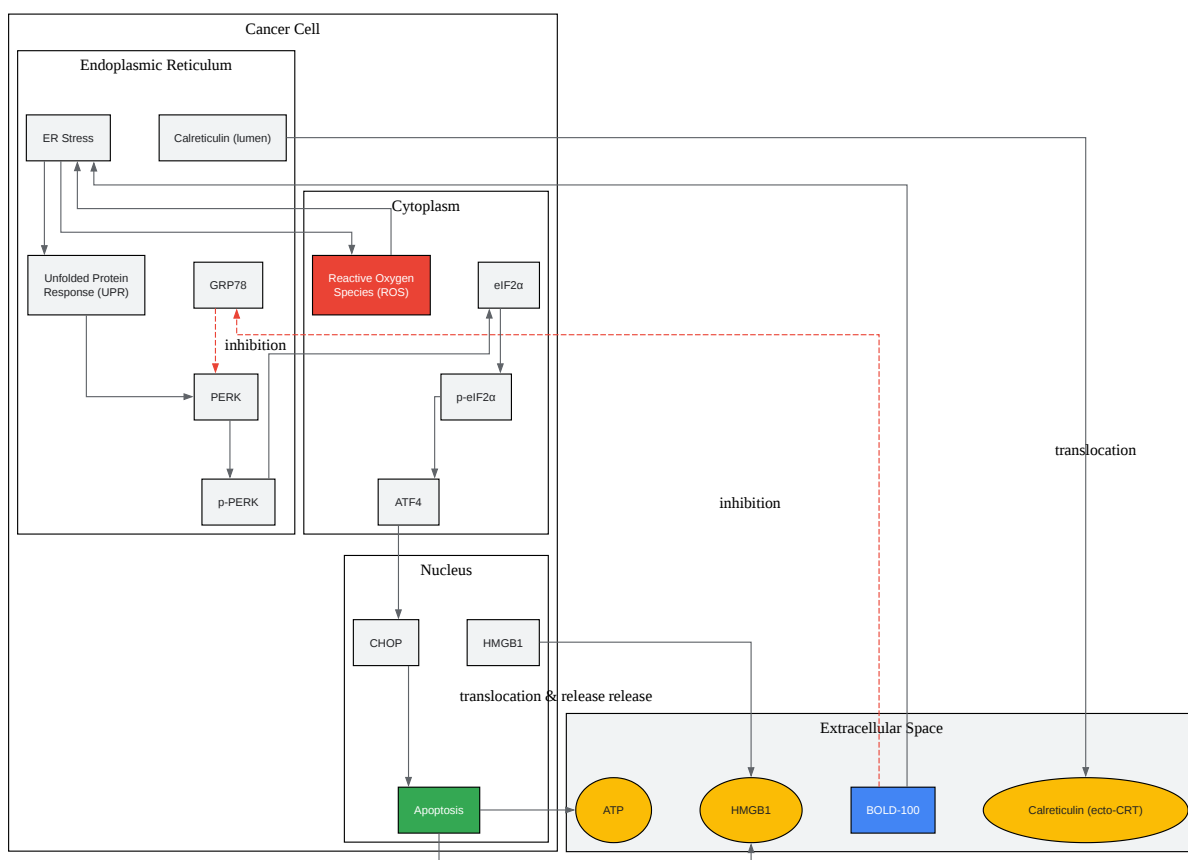 Cancer Cell
Endoplasmic Reticulum
ER Stress
Calreticulin (lumen)
Cytoplasm
Unfolded Protein
Response (UPR)
GRP78
Reactive Oxygen
Species (ROS)
eIF2α
inhibition
PERK
p-eIF2α
translocation
p-PERK
ATF4
inhibition
Nucleus
CHOP
HMGB1
translocation & release release
Extracellular Space
Apoptosis
ATP
HMGB1
BOLD-100
Calreticulin (ecto-CRT)